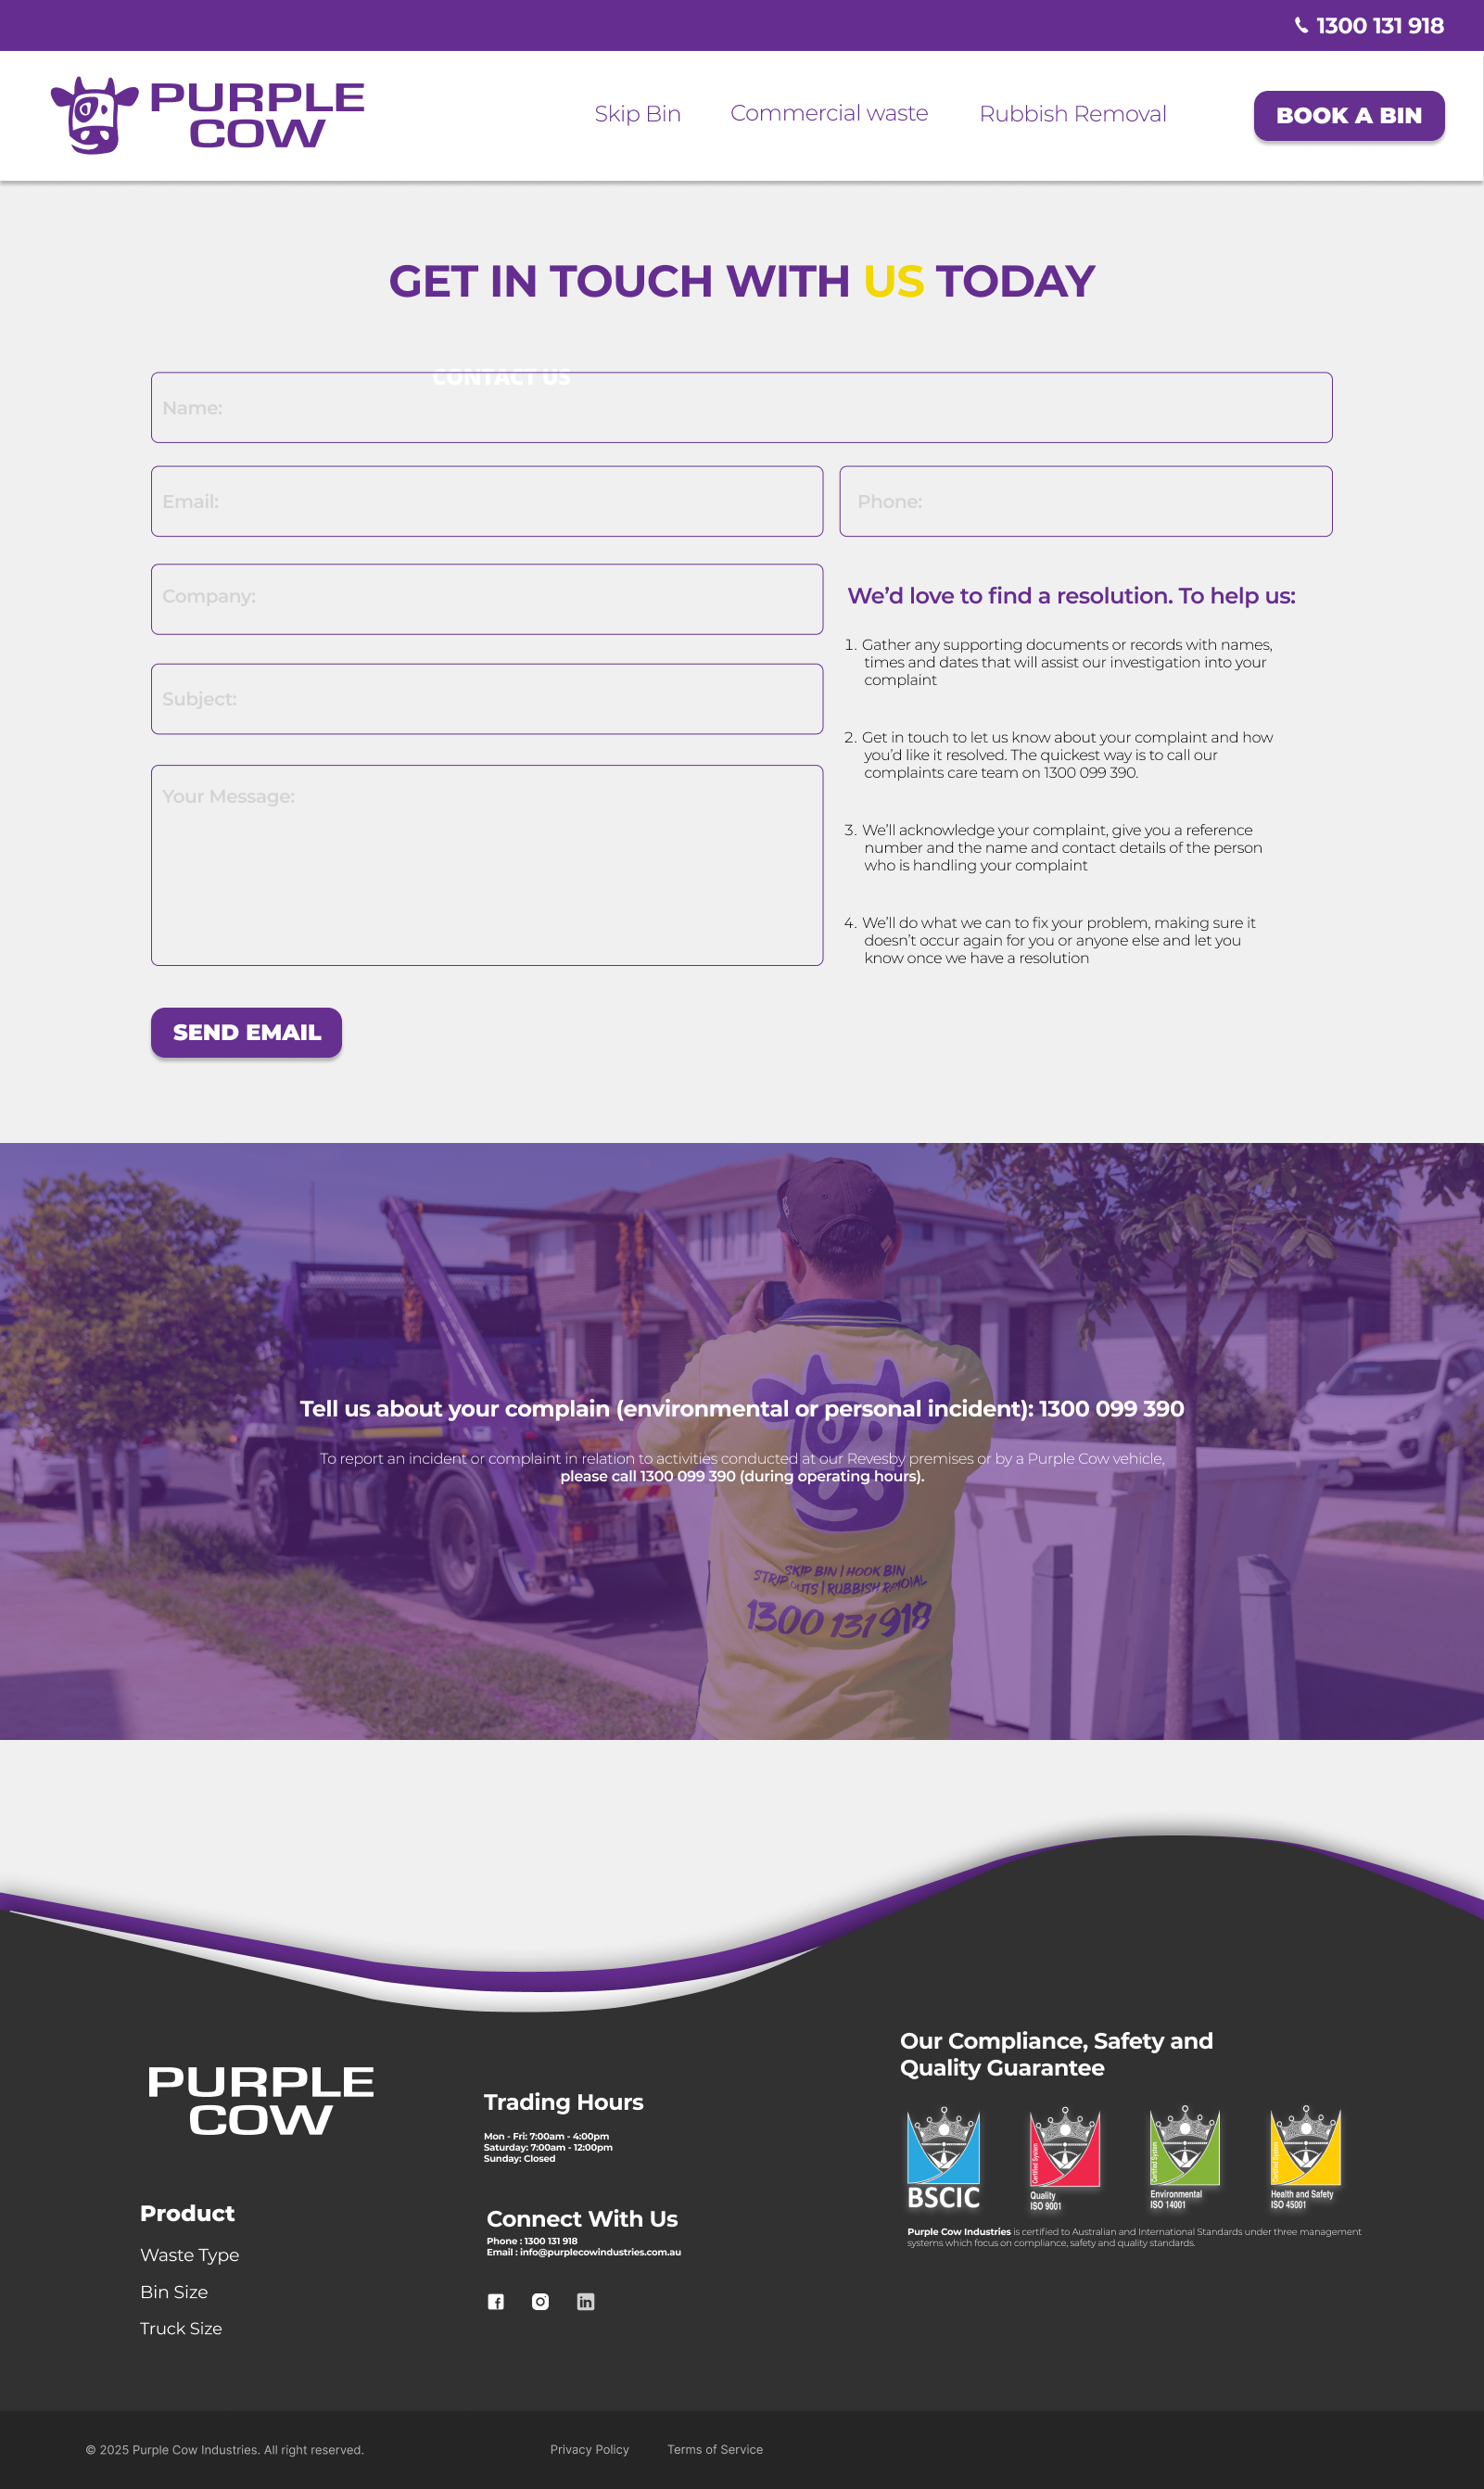 1300 131 918
PURPLE
COW
Skip Bin
Commercial waste
Rubbish Removal
BOOK A BIN
GET IN TOUCH WITH US TODAY
CONTACT US
Name:
Email:
Phone:
Company:
Subject:
Your Message:
We’d love to find a resolution. To help us:
1. Gather any supporting documents or records with names,
times and dates that will assist our investigation into your
complaint
2. Get in touch to let us know about your complaint and how
you’d like it resolved. The quickest way is to call our
complaints care team on 1300 099 390.
3. We’ll acknowledge your complaint, give you a reference
number and the name and contact details of the person
who is handling your complaint
4. We’ll do what we can to fix your problem, making sure it
doesn’t occur again for you or anyone else and let you
know once we have a resolution
SEND EMAIL
Tell us about your complain (environmental or personal incident): 1300 099 390
To report an incident or complaint in relation to activities conducted at our Revesby premises or by a Purple Cow vehicle,
please call 1300 099 390 (during operating hours).
SKIP BIN | HOOK BIN
STRIP OUTS | RUBBISH REMOVAL
1300 131 918
PURPLE
COW
Product
Waste Type
Bin Size
Truck Size
Trading Hours
Mon - Fri: 7:00am - 4:00pm
Saturday: 7:00am - 12:00pm
Sunday: Closed
Connect With Us
Phone : 1300 131 918
Email : info@purplecowindustries.com.au
Our Compliance, Safety and
Quality Guarantee
BSCIC
Certified System
Quality
ISO 9001
Certified System
Environmental
ISO 14001
Certified System
Health and Safety
ISO 45001
Purple Cow Industries is certified to Australian and International Standards under three management
systems which focus on compliance, safety and quality standards.
© 2025 Purple Cow Industries. All right reserved.
Privacy Policy
Terms of Service